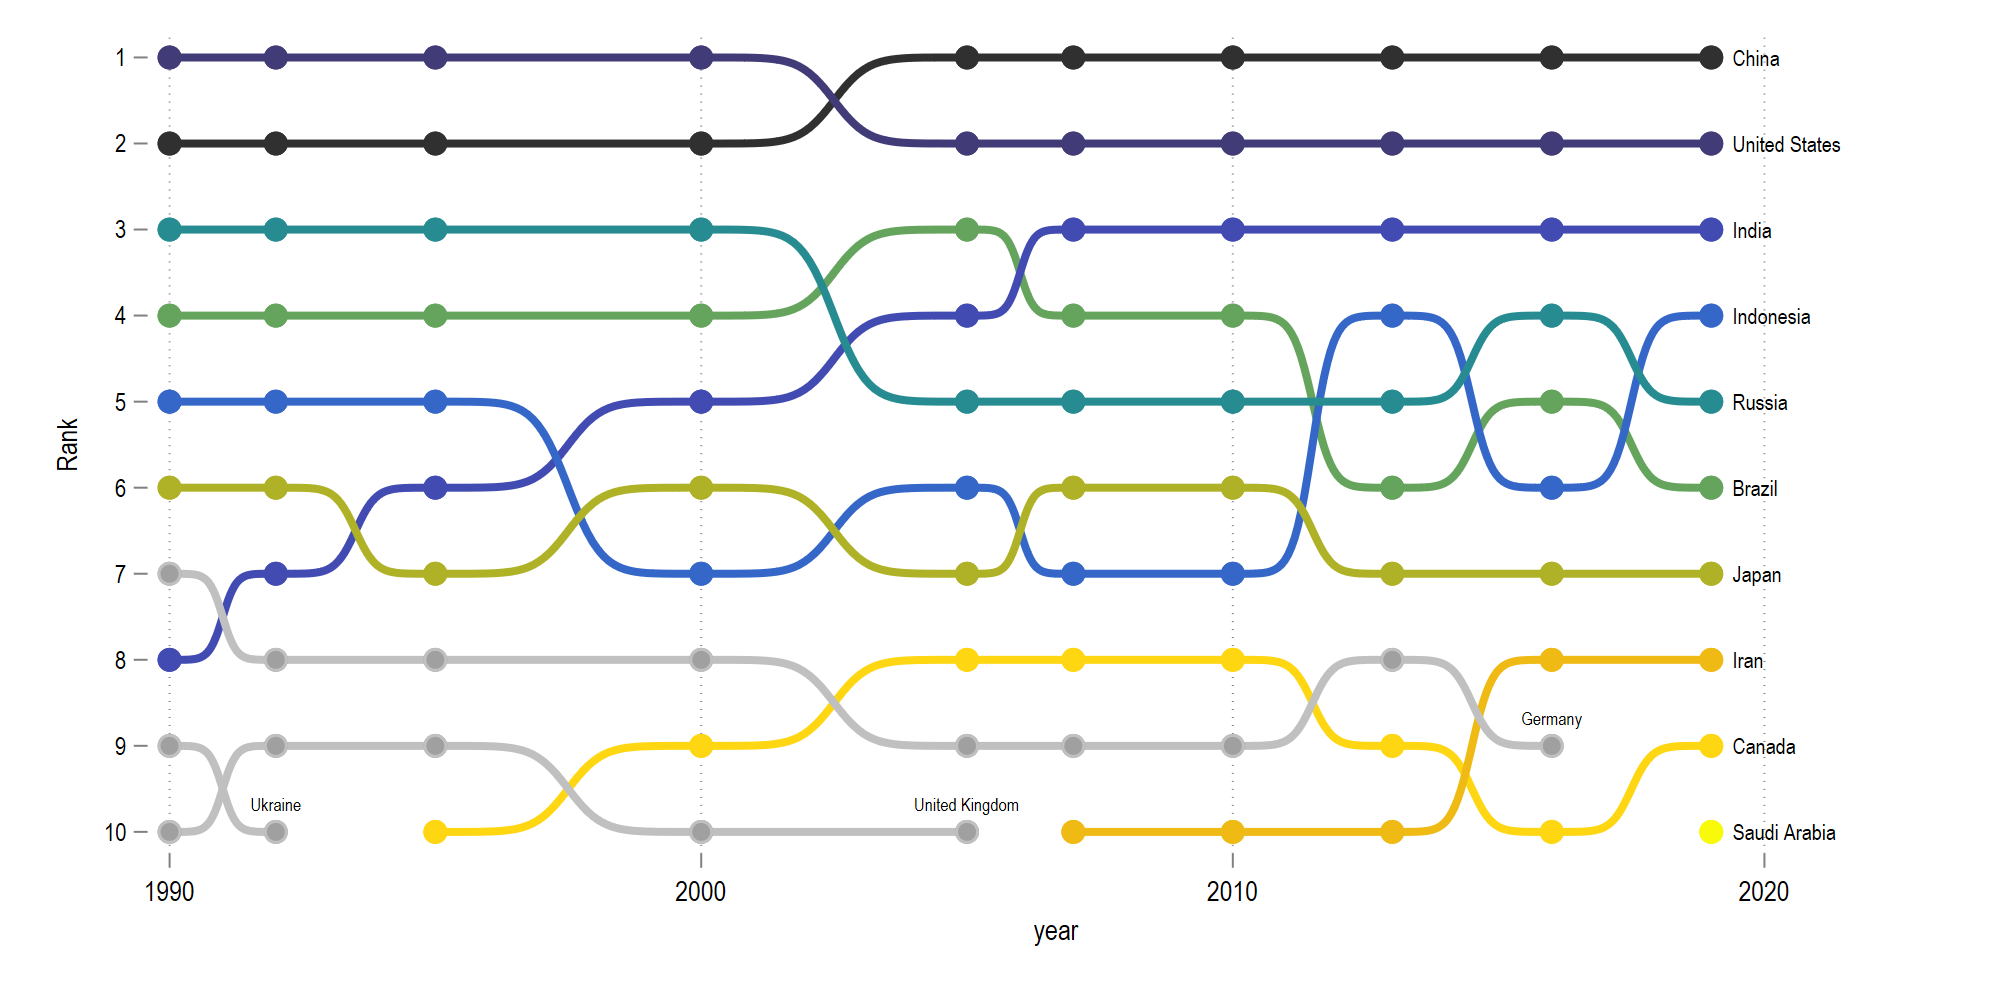 1
China
2
United States
3
India
4
Indonesia
5
Russia
Rank
6
Brazil
7
Japan
8
Iran
Germany
9
Canada
Ukraine
United Kingdom
10
Saudi Arabia
1990
2000
2010
2020
year